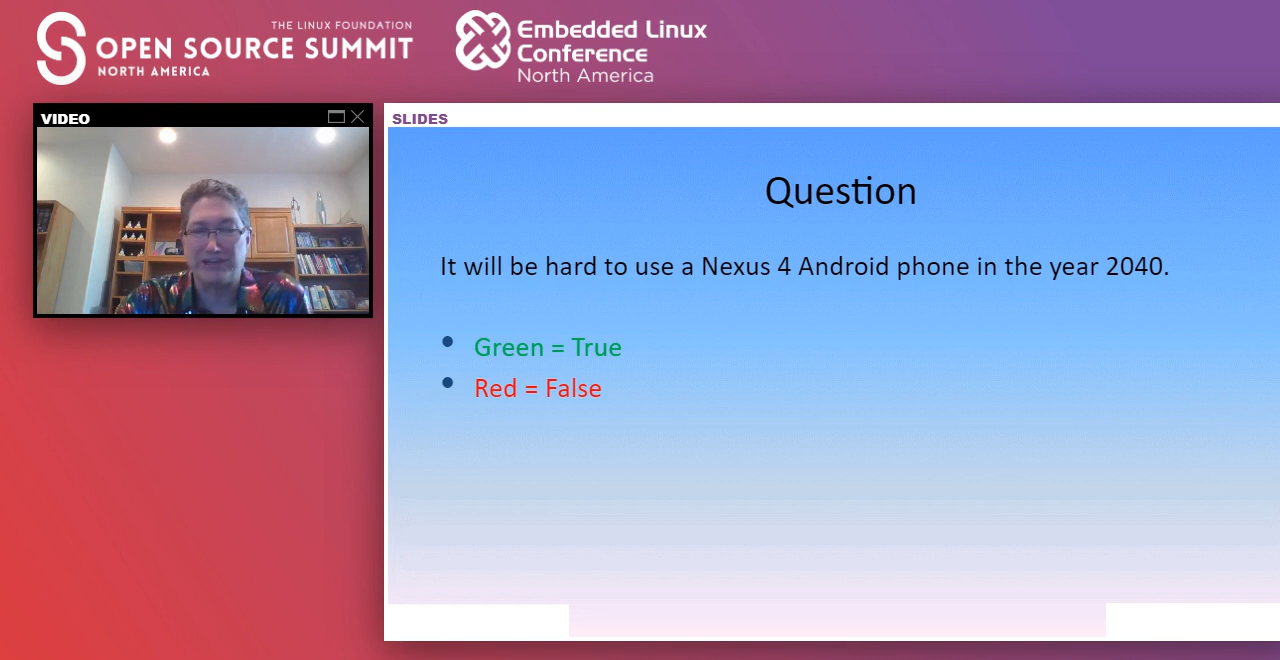 THE LINUX FOUNDATION
OPEN SOURCE SUMMIT
NORTH AMERICA
Embedded Linux
Conference
North America
VIDEO
SLIDES
Question
It will be hard to use a Nexus 4 Android phone in the year 2040.
• Green = True
• Red = False